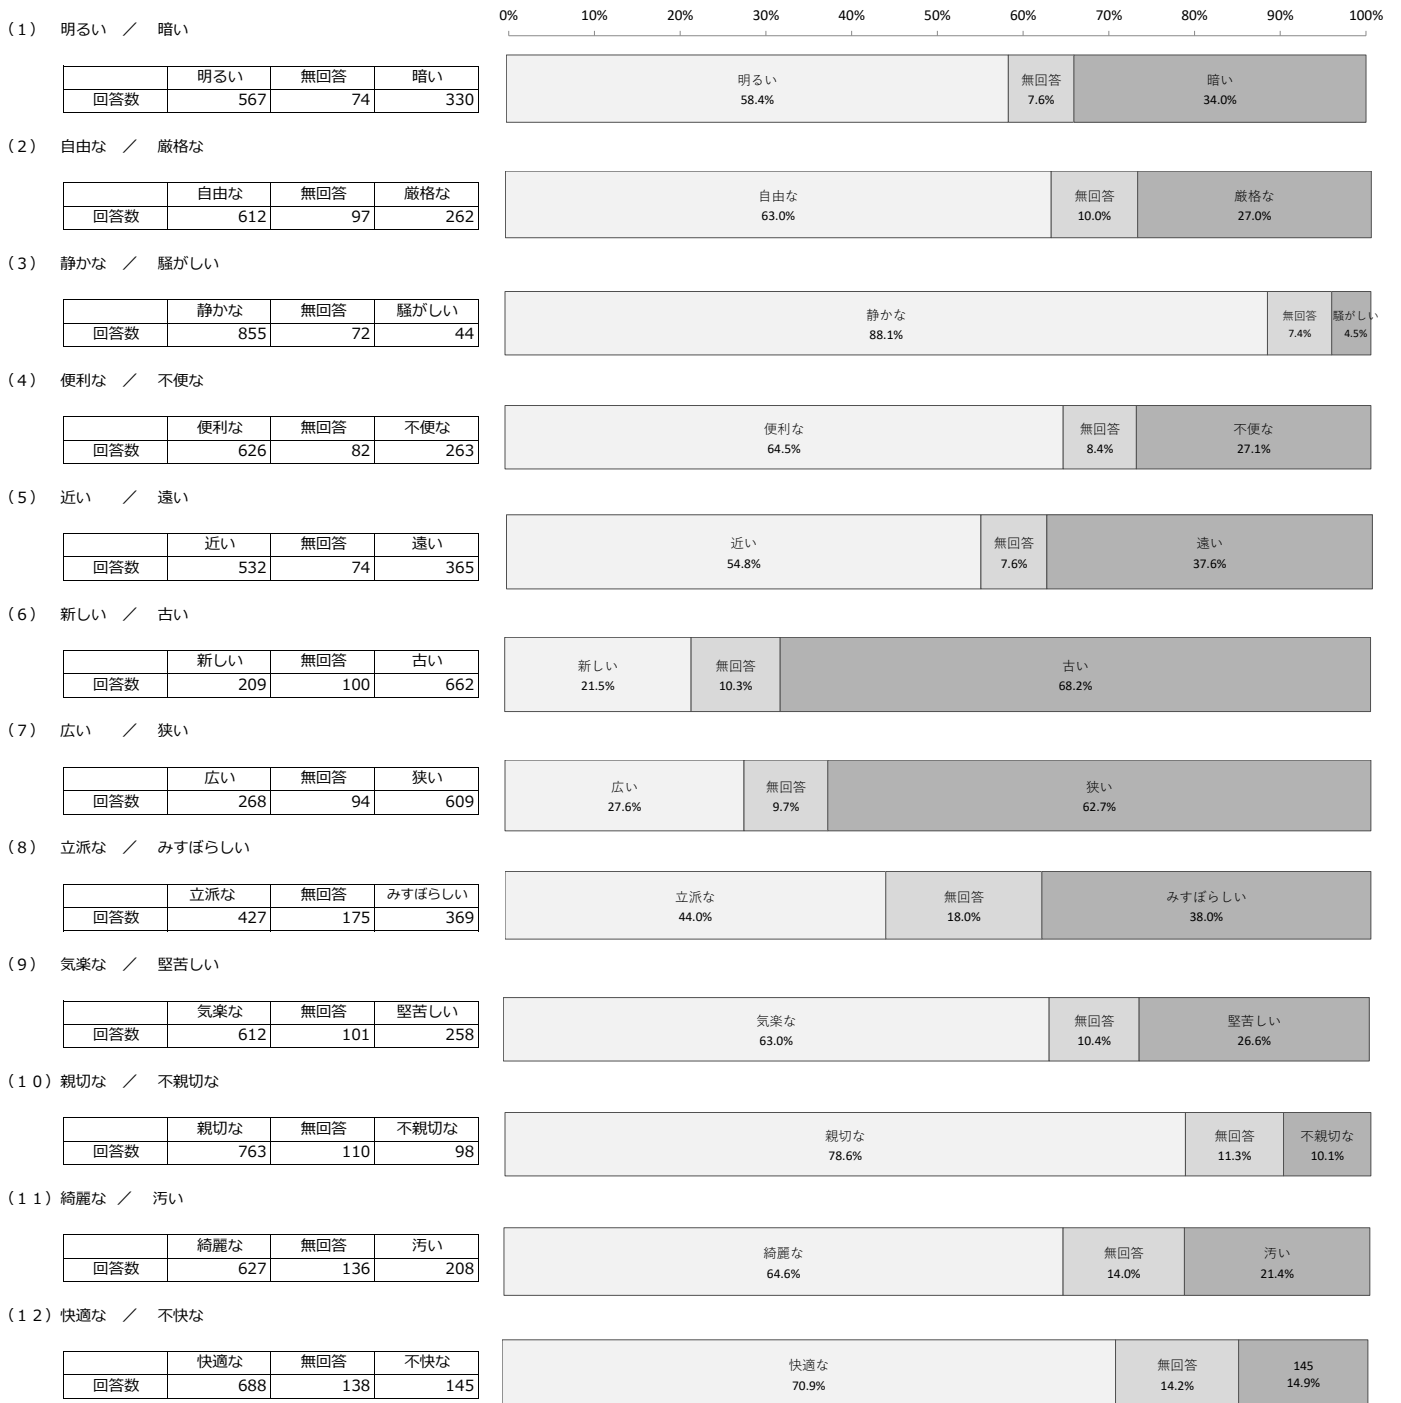 0% 10% 20% 30% 40% 50% 60% 70% 80% 90% 100%
（１） 明るい ／ 暗い
明るい 無回答 暗い
回答数 567 74 330
明るい 無回答 暗い
58.4% 7.6% 34.0%
（２） 自由な ／ 厳格な
自由な 無回答 厳格な
回答数 612 97 262
自由な 無回答 厳格な
63.0% 10.0% 27.0%
（３） 静かな ／ 騒がしい
静かな 無回答 騒がしい
回答数 855 72 44
静かな 無回答 騒がしい
88.1% 7.4% 4.5%
（４） 便利な ／ 不便な
便利な 無回答 不便な
回答数 626 82 263
便利な 無回答 不便な
64.5% 8.4% 27.1%
（５） 近い ／ 遠い
近い 無回答 遠い
回答数 532 74 365
近い 無回答 遠い
54.8% 7.6% 37.6%
（６） 新しい ／ 古い
新しい 無回答 古い
回答数 209 100 662
新しい 無回答 古い
21.5% 10.3% 68.2%
（７） 広い ／ 狭い
広い 無回答 狭い
回答数 268 94 609
広い 無回答 狭い
27.6% 9.7% 62.7%
（８） 立派な ／ みすぼらしい
立派な 無回答 みすぼらしい
回答数 427 175 369
立派な 無回答 みすぼらしい
44.0% 18.0% 38.0%
（９） 気楽な ／ 堅苦しい
気楽な 無回答 堅苦しい
回答数 612 101 258
気楽な 無回答 堅苦しい
63.0% 10.4% 26.6%
（１０）親切な ／ 不親切な
親切な 無回答 不親切な
回答数 763 110 98
親切な 無回答 不親切な
78.6% 11.3% 10.1%
（１１）綺麗な ／ 汚い
綺麗な 無回答 汚い
回答数 627 136 208
綺麗な 無回答 汚い
64.6% 14.0% 21.4%
（１２）快適な ／ 不快な
快適な 無回答 不快な
回答数 688 138 145
快適な 無回答 145
70.9% 14.2% 14.9%